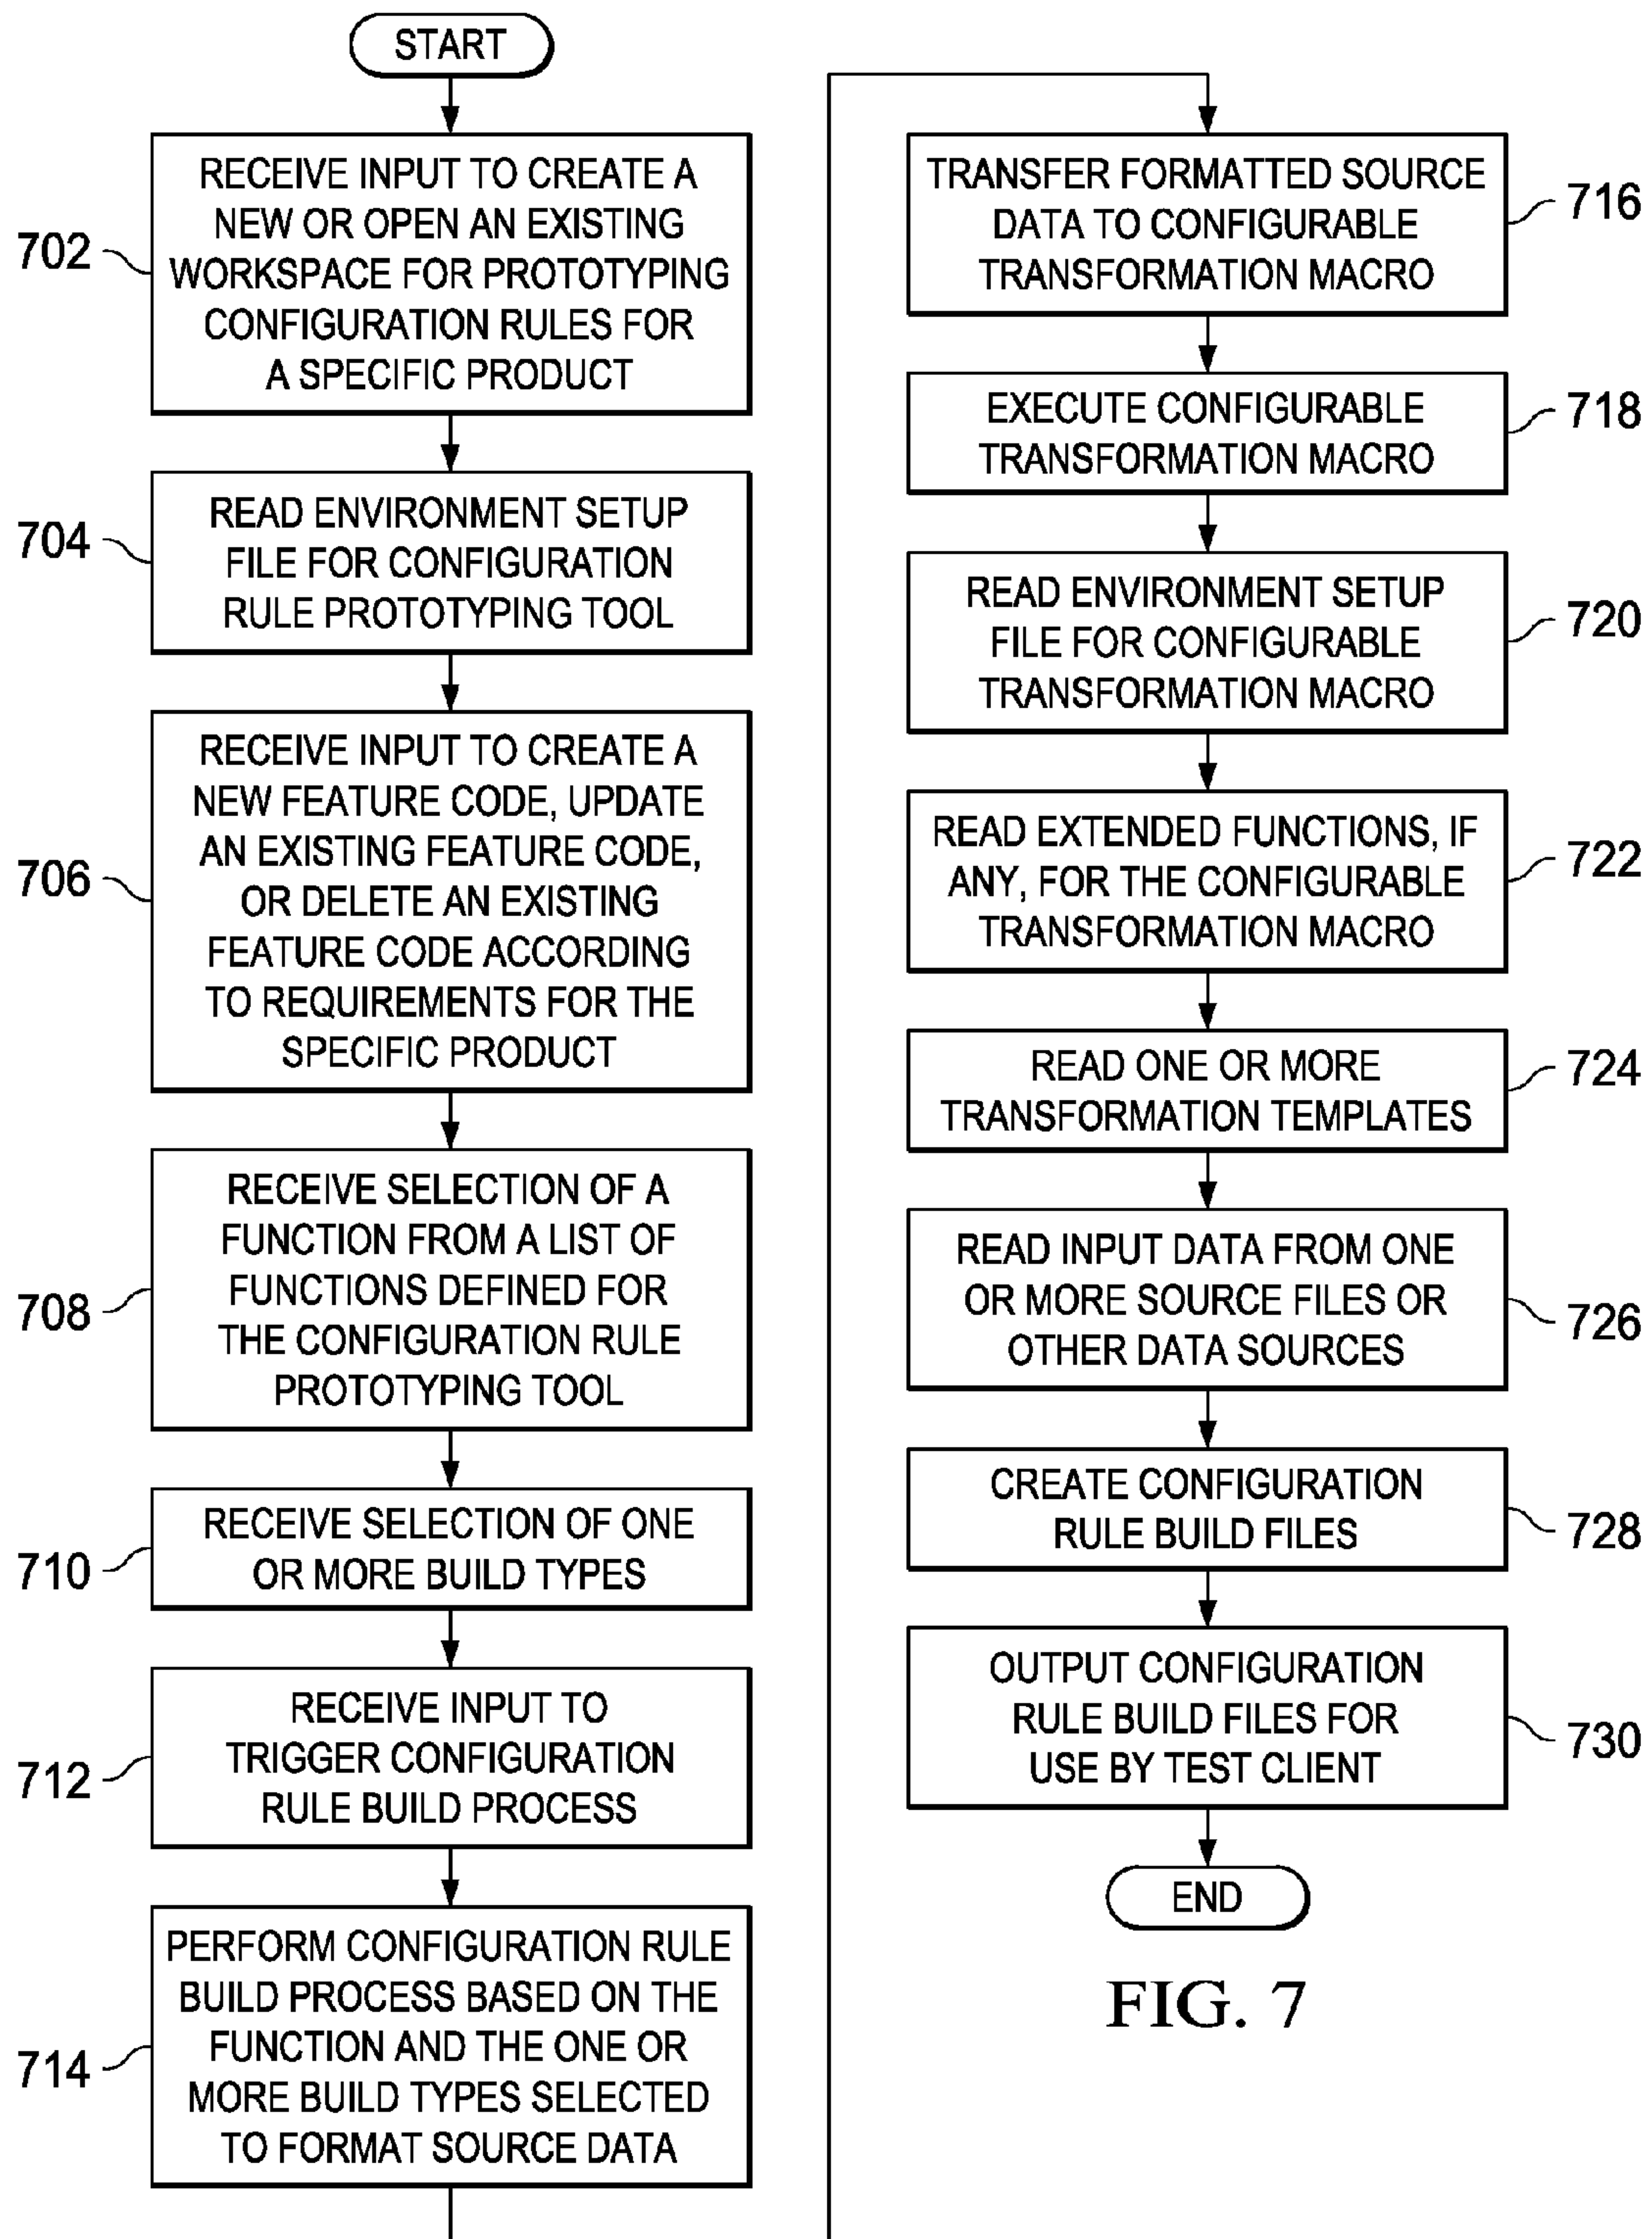 START
702
RECEIVE INPUT TO CREATE A
NEW OR OPEN AN EXISTING
WORKSPACE FOR PROTOTYPING
CONFIGURATION RULES FOR
A SPECIFIC PRODUCT
704
READ ENVIRONMENT SETUP
FILE FOR CONFIGURATION
RULE PROTOTYPING TOOL
706
RECEIVE INPUT TO CREATE A
NEW FEATURE CODE, UPDATE
AN EXISTING FEATURE CODE,
OR DELETE AN EXISTING
FEATURE CODE ACCORDING
TO REQUIREMENTS FOR THE
SPECIFIC PRODUCT
708
RECEIVE SELECTION OF A
FUNCTION FROM A LIST OF
FUNCTIONS DEFINED FOR
THE CONFIGURATION RULE
PROTOTYPING TOOL
710
RECEIVE SELECTION OF ONE
OR MORE BUILD TYPES
712
RECEIVE INPUT TO
TRIGGER CONFIGURATION
RULE BUILD PROCESS
714
PERFORM CONFIGURATION RULE
BUILD PROCESS BASED ON THE
FUNCTION AND THE ONE OR
MORE BUILD TYPES SELECTED
TO FORMAT SOURCE DATA
TRANSFER FORMATTED SOURCE
DATA TO CONFIGURABLE
TRANSFORMATION MACRO
716
EXECUTE CONFIGURABLE
TRANSFORMATION MACRO
718
READ ENVIRONMENT SETUP
FILE FOR CONFIGURABLE
TRANSFORMATION MACRO
720
READ EXTENDED FUNCTIONS, IF
ANY, FOR THE CONFIGURABLE
TRANSFORMATION MACRO
722
READ ONE OR MORE
TRANSFORMATION TEMPLATES
724
READ INPUT DATA FROM ONE
OR MORE SOURCE FILES OR
OTHER DATA SOURCES
726
CREATE CONFIGURATION
RULE BUILD FILES
728
OUTPUT CONFIGURATION
RULE BUILD FILES FOR
USE BY TEST CLIENT
730
END
FIG. 7